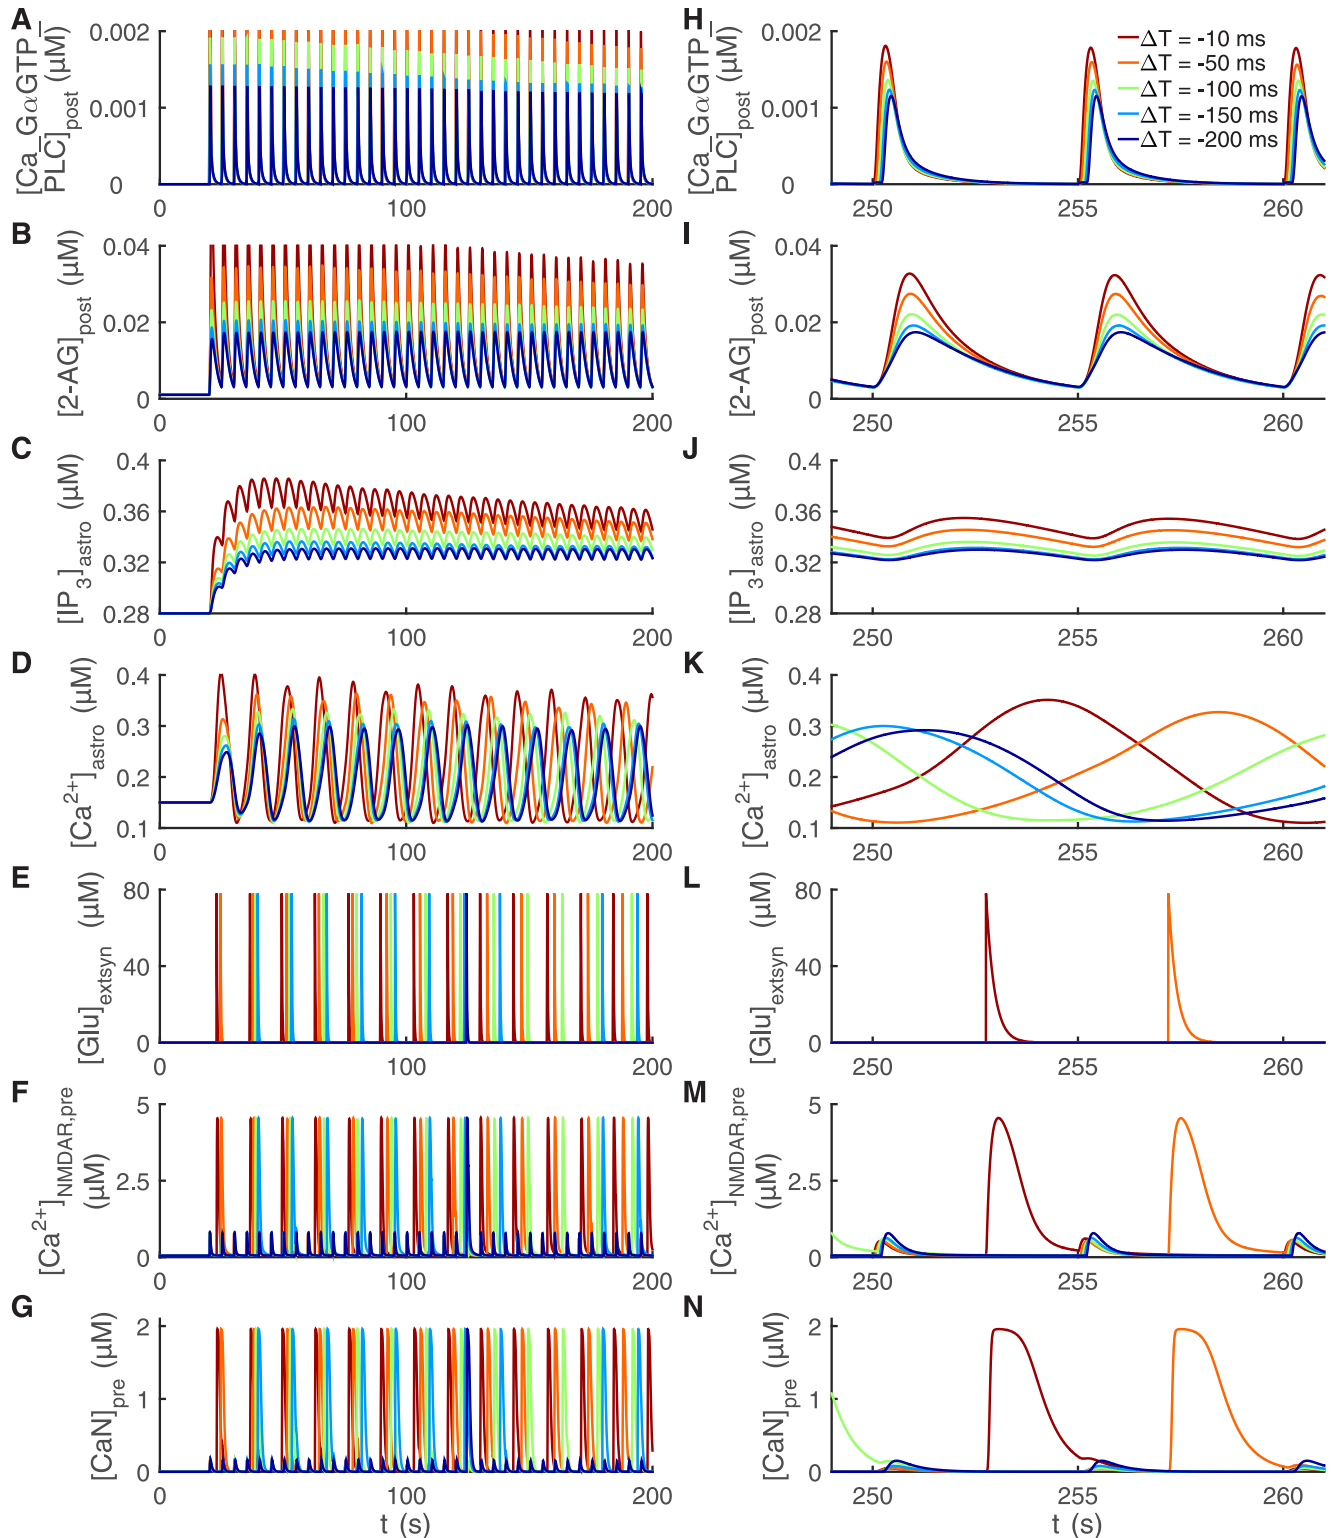 A
[Ca_GαGTP_
PLC]post (µM)
0.002
0.001
0
0
100
200
B
[2-AG]post (µM)
0.04
0.02
0
0
100
200
C
[IP3]astro (µM)
0.4
0.36
0.32
0.28
0
100
200
D
[Ca2+]astro (µM)
0.4
0.3
0.2
0.1
0
100
200
E
[Glu]extsyn (µM)
80
40
0
0
100
200
F
[Ca2+]NMDAR,pre
(µM)
5
2.5
0
0
100
200
G
[CaN]pre (µM)
2
1
0
0
100
200
t (s)
H
[Ca_GαGTP_
PLC]post (µM)
0.002
0.001
0
250
255
260
ΔT = -10 ms
ΔT = -50 ms
ΔT = -100 ms
ΔT = -150 ms
ΔT = -200 ms
I
[2-AG]post (µM)
0.04
0.02
0
250
255
260
J
[IP3]astro (µM)
0.4
0.36
0.32
0.28
250
255
260
K
[Ca2+]astro (µM)
0.4
0.3
0.2
0.1
250
255
260
L
[Glu]extsyn (µM)
80
40
0
250
255
260
M
[Ca2+]NMDAR,pre
(µM)
5
2.5
0
250
255
260
N
[CaN]pre (µM)
2
1
0
250
255
260
t (s)